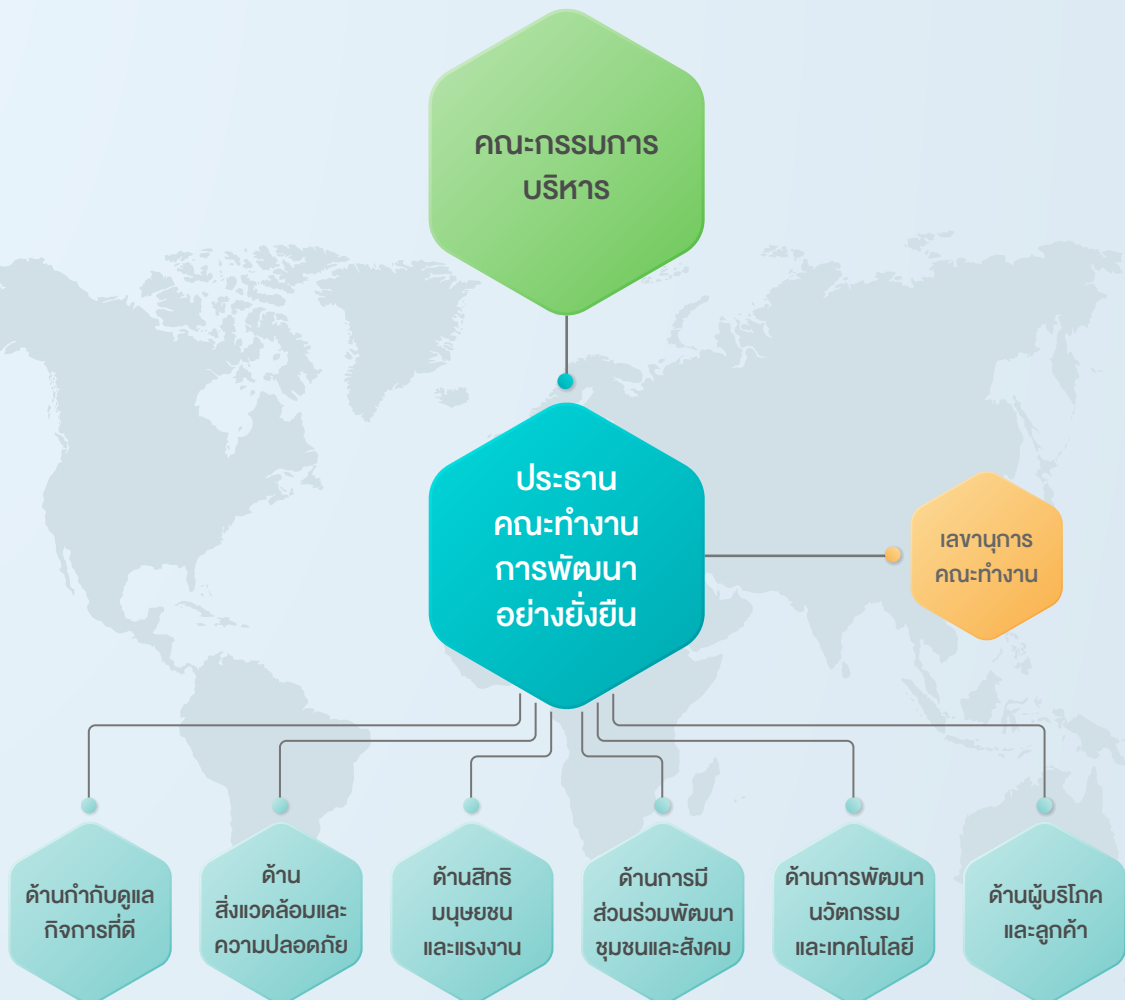 คณะกรรมการ
บริหาร
ประธาน
คณะทำงาน
การพัฒนา
อย่างยั่งยืน
เลขานุการ
คณะทำงาน
ด้านกำกับดูแล
กิจการที่ดี
ด้าน
สิ่งแวดล้อมและ
ความปลอดภัย
ด้านสิทธิ
มนุษยชน
และแรงงาน
ด้านการมี
ส่วนร่วมพัฒนา
ชุมชนและสังคม
ด้านการพัฒนา
นวัตกรรม
และเทคโนโลยี
ด้านผู้บริโภค
และลูกค้า